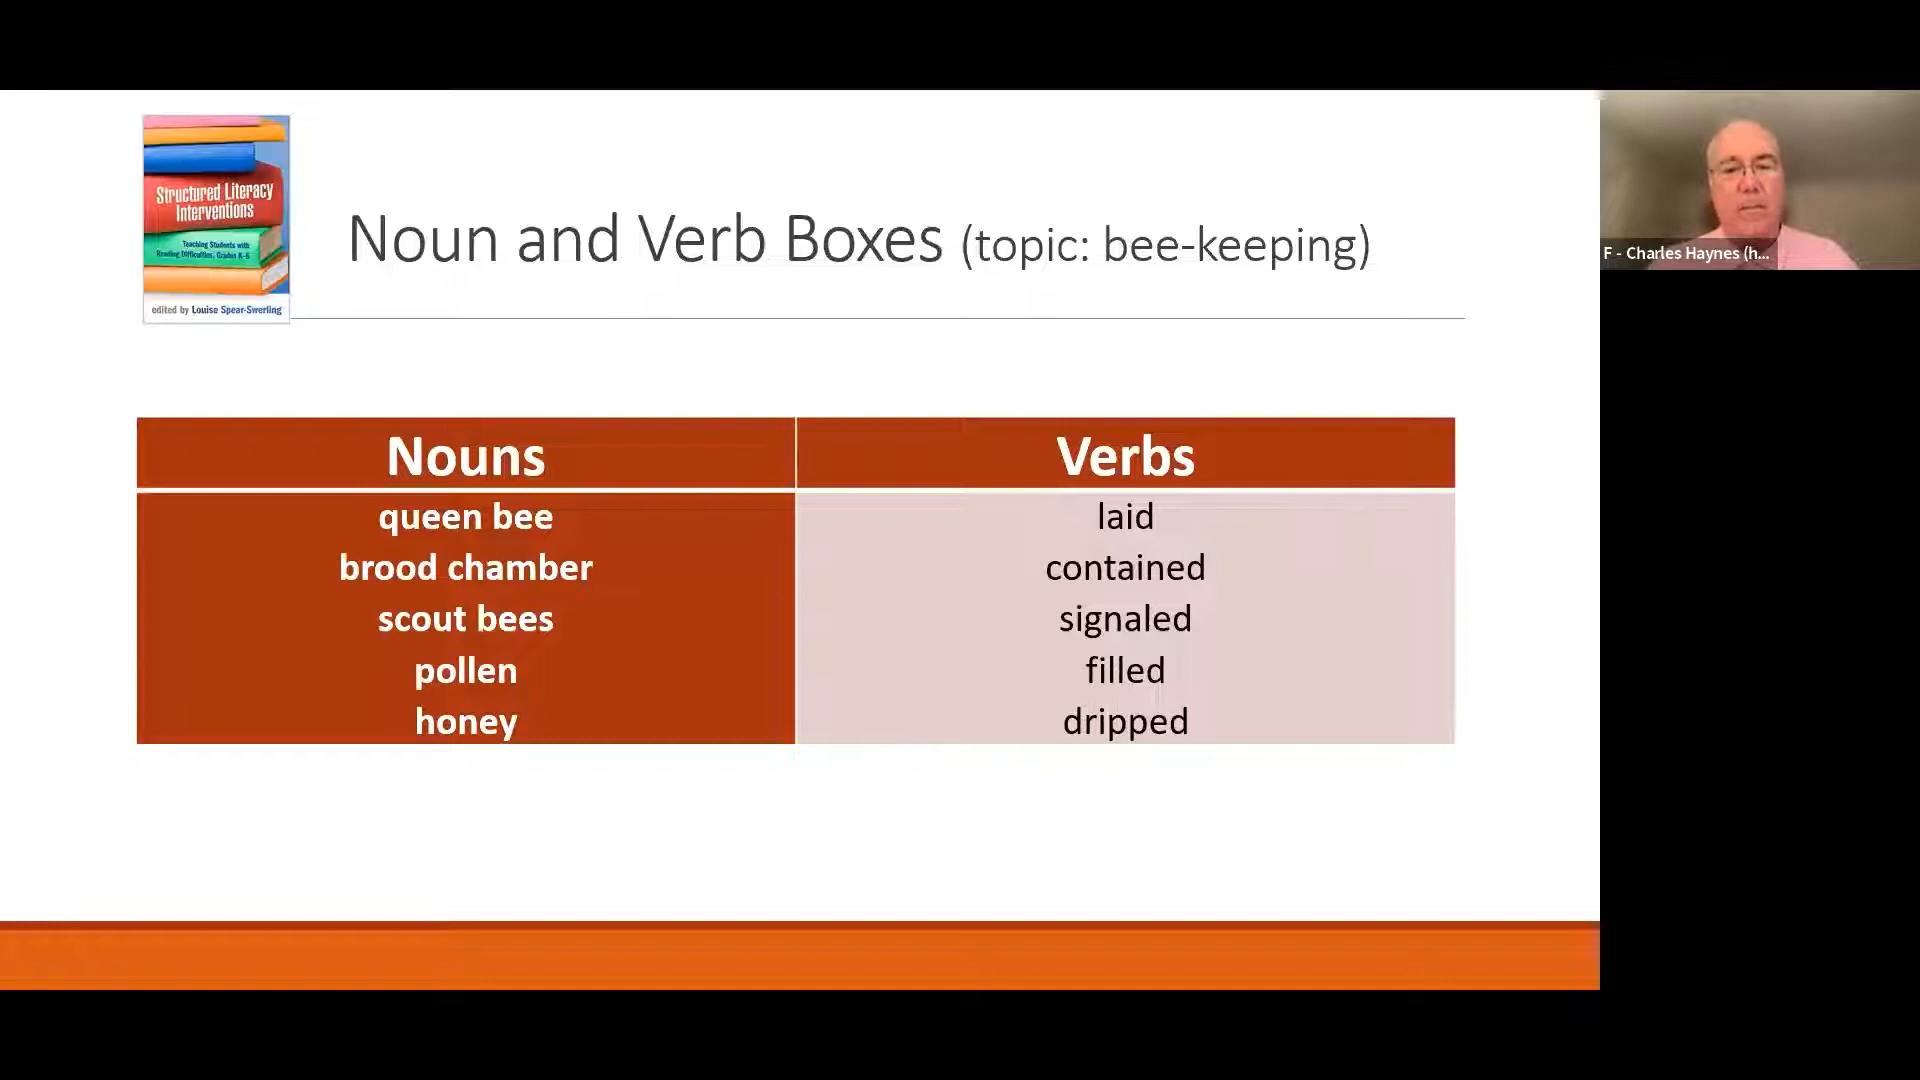 Structured Literacy
Interventions
Teaching Students with
Reading Difficulties, Grades K-6
edited by Louise Spear-Swerling
Noun and Verb Boxes (topic: bee-keeping)
F - Charles Haynes (h...
Nouns Verbs
queen bee laid
brood chamber contained
scout bees signaled
pollen filled
honey dripped